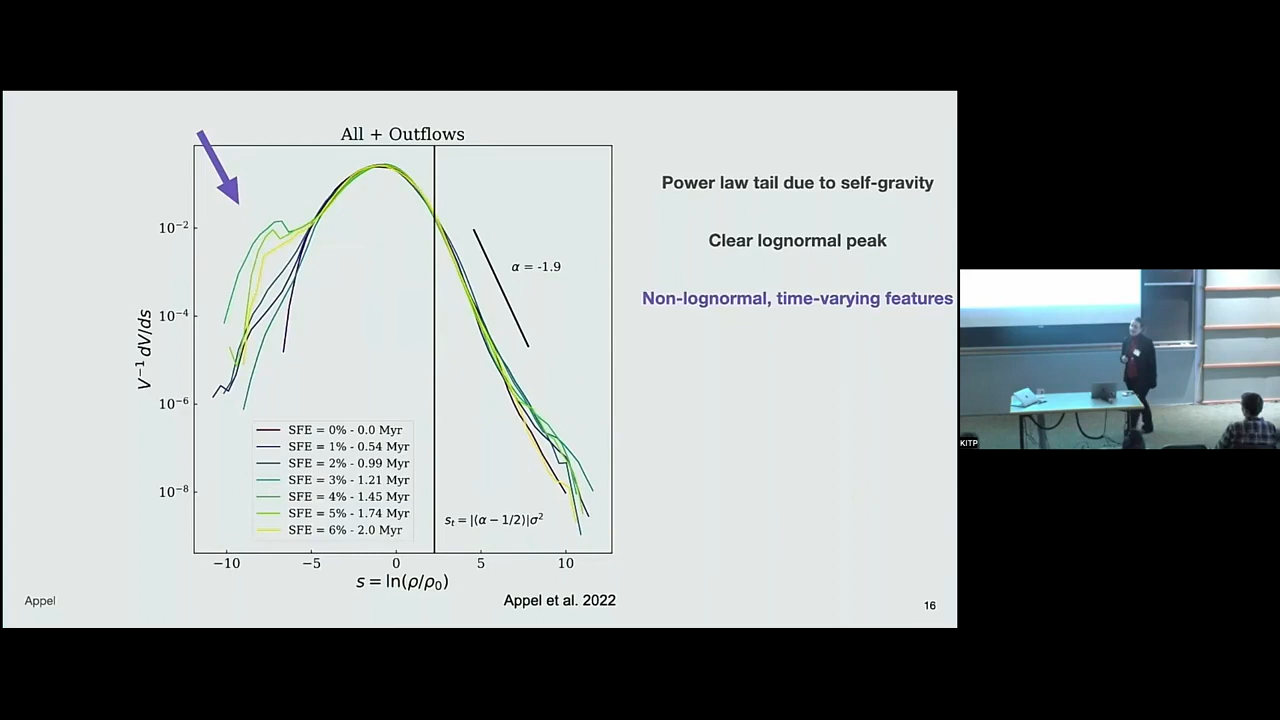 All + Outflows
Power law tail due to self-gravity
Clear lognormal peak
Non-lognormal, time-varying features
10⁻²
10⁻⁴
10⁻⁶
10⁻⁸
V⁻¹ dV/ds
α = -1.9
SFE = 0% - 0.0 Myr
SFE = 1% - 0.54 Myr
SFE = 2% - 0.99 Myr
SFE = 3% - 1.21 Myr
SFE = 4% - 1.45 Myr
SFE = 5% - 1.74 Myr
SFE = 6% - 2.0 Myr
sₜ = |(α − 1/2)|σ²
−10 −5 0 5 10
s = ln(ρ/ρ₀)
Appel
Appel et al. 2022
16
KITP